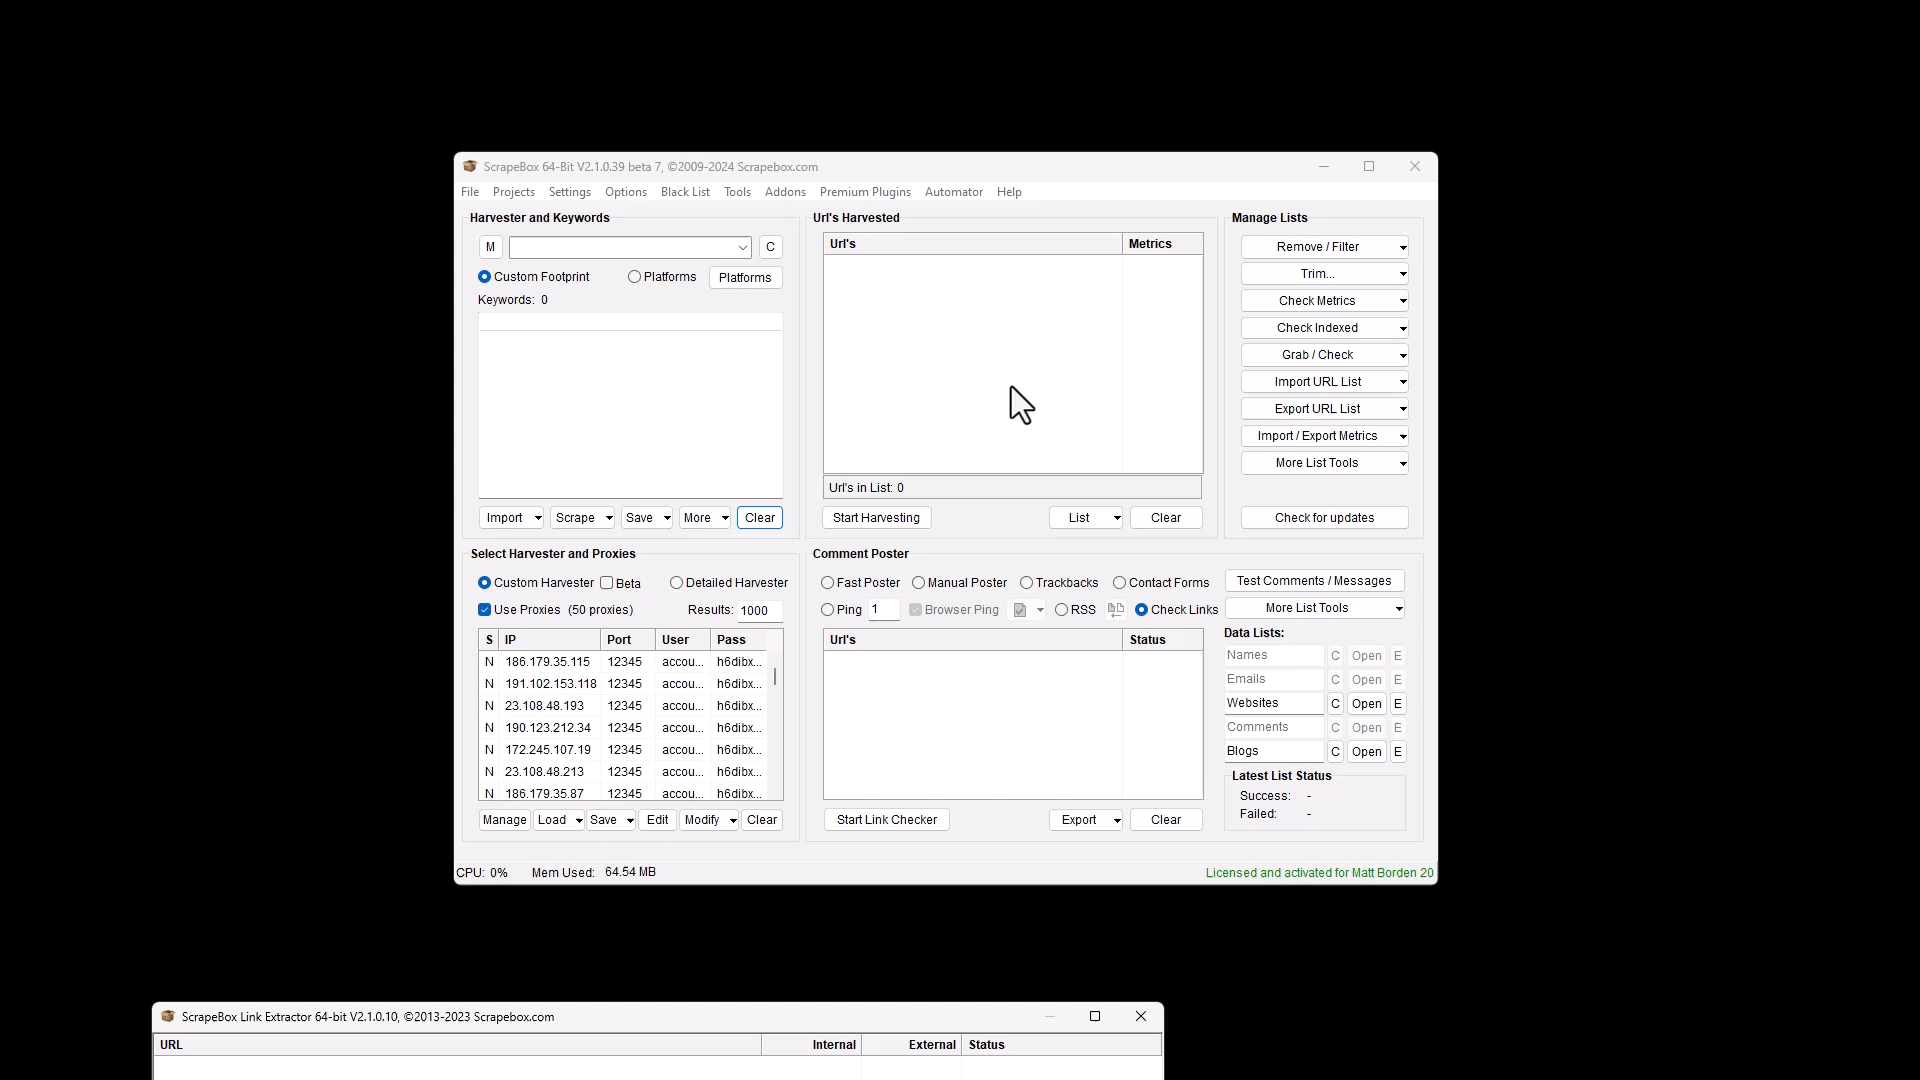 ScrapeBox 64-Bit V2.1.0.39 beta 7, ©2009-2024 Scrapebox.com
File Projects Settings Options Black List Tools Addons Premium Plugins Automator Help
Harvester and Keywords
M
C
Custom Footprint
Platforms
Platforms
Keywords: 0
Import
Scrape
Save
More
Clear
Url's Harvested
Url's Metrics
Url's in List: 0
Start Harvesting
List
Clear
Manage Lists
Remove / Filter
Trim...
Check Metrics
Check Indexed
Grab / Check
Import URL List
Export URL List
Import / Export Metrics
More List Tools
Check for updates
Select Harvester and Proxies
Custom Harvester
Beta
Detailed Harvester
Use Proxies (50 proxies)
Results: 1000
S IP Port User Pass
N 186.179.35.115 12345 accou... h6dibx...
N 191.102.153.118 12345 accou... h6dibx...
N 23.108.48.193 12345 accou... h6dibx...
N 190.123.212.34 12345 accou... h6dibx...
N 172.245.107.19 12345 accou... h6dibx...
N 23.108.48.213 12345 accou... h6dibx...
N 186.179.35.87 12345 accou... h6dibx...
Manage
Load
Save
Edit
Modify
Clear
Comment Poster
Fast Poster
Manual Poster
Trackbacks
Contact Forms
Test Comments / Messages
Ping 1
Browser Ping
RSS
Check Links
More List Tools
Url's Status
Start Link Checker
Export
Clear
Data Lists:
Names C Open E
Emails C Open E
Websites C Open E
Comments C Open E
Blogs C Open E
Latest List Status
Success: -
Failed: -
CPU: 0% Mem Used: 64.54 MB
Licensed and activated for Matt Borden 20
ScrapeBox Link Extractor 64-bit V2.1.0.10, ©2013-2023 Scrapebox.com
URL Internal External Status